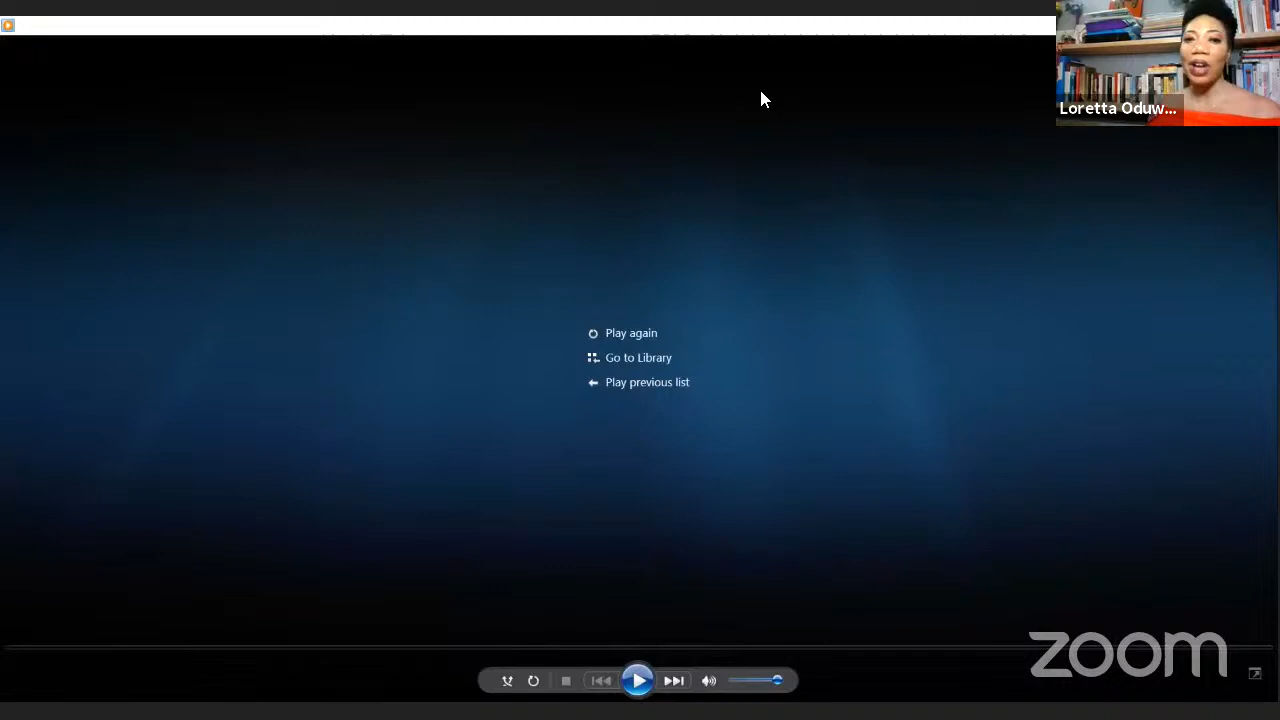 Loretta Oduw...
Play again
Go to Library
Play previous list
zoom